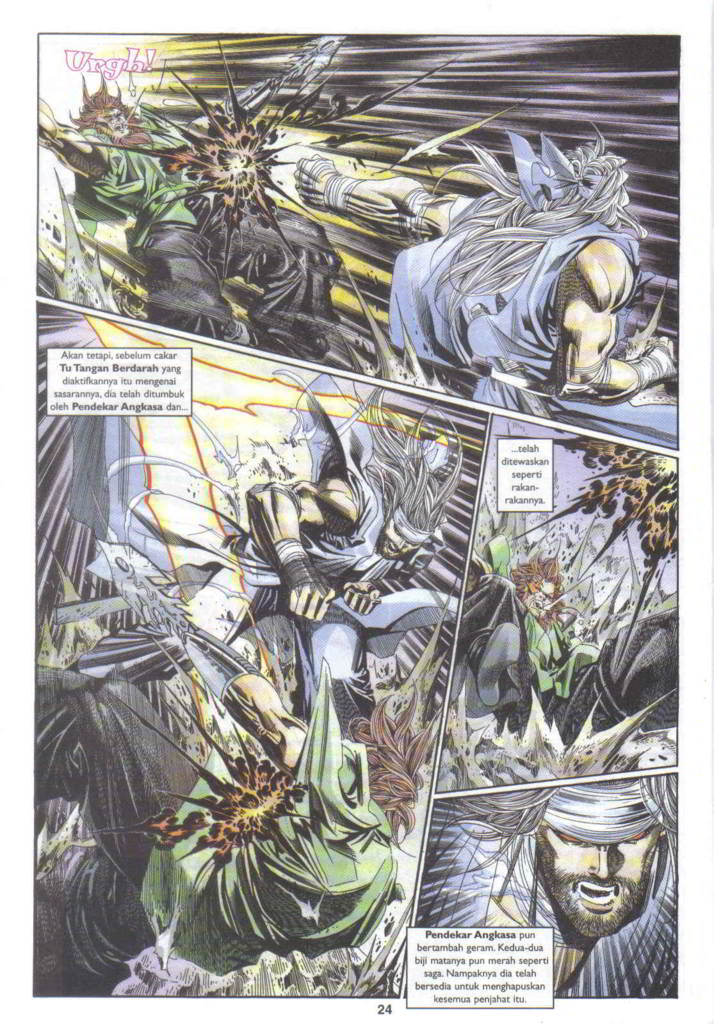 Urgh!
Akan tetapi, sebelum cakar
Tu Tangan Berdarah yang
diaktifkannya itu mengenai
sasarannya, dia telah ditumbuk
oleh Pendekar Angkasa dan...
...telah
ditewaskan
seperti
rakan-
rakannya.
Pendekar Angkasa pun
bertambah geram. Kedua-dua
biji matanya pun merah seperti
saga. Nampaknya dia telah
bersedia untuk menghapuskan
kesemua penjahat itu.
24